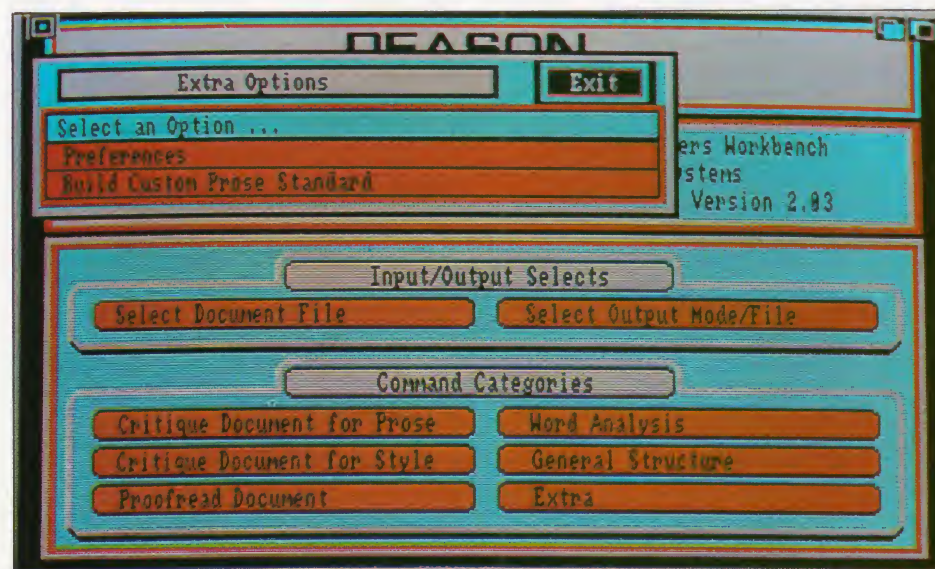 REASON
Extra Options
Exit
Select an Option ...
Preferences
Build Custom Prose Standard
ers Workbench
stems
Version 2.03
Input/Output Selects
Select Document File
Select Output Mode/File
Command Categories
Critique Document for Prose
Word Analysis
Critique Document for Style
General Structure
Proofread Document
Extra